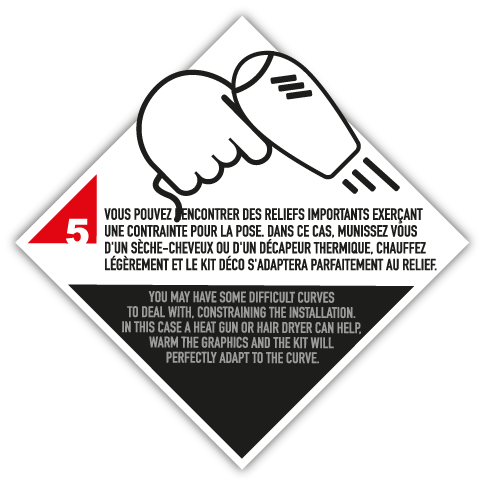 5
VOUS POUVEZ RENCONTRER DES RELIEFS IMPORTANTS EXERÇANT
UNE CONTRAINTE POUR LA POSE. DANS CE CAS, MUNISSEZ VOUS
D'UN SÈCHE-CHEVEUX OU D'UN DÉCAPEUR THERMIQUE, CHAUFFEZ
LÉGÈREMENT ET LE KIT DÉCO S'ADAPTERA PARFAITEMENT AU RELIEF.
YOU MAY HAVE SOME DIFFICULT CURVES
TO DEAL WITH, CONSTRAINING THE INSTALLATION.
IN THIS CASE A HEAT GUN OR HAIR DRYER CAN HELP,
WARM THE GRAPHICS AND THE KIT WILL
PERFECTLY ADAPT TO THE CURVE.